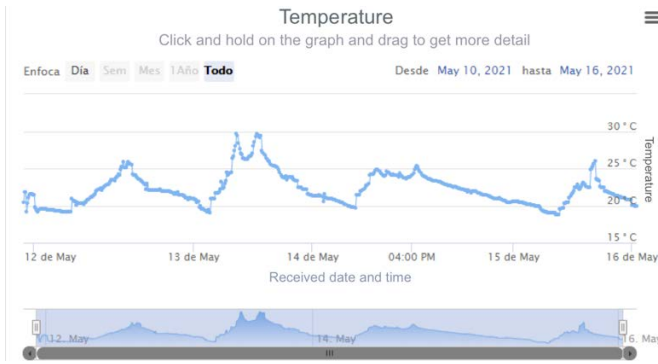 Temperature
Click and hold on the graph and drag to get more detail
Enfoca Día Sem Mes 1Año Todo Desde May 10, 2021 hasta May 16, 2021
30 ° C
25 ° C
20 ° C
15 ° C
Temperature
12 de May 13 de May 14 de May 04:00 PM 15 de May 16 de May
Received date and time
12. May 14. May 16. May